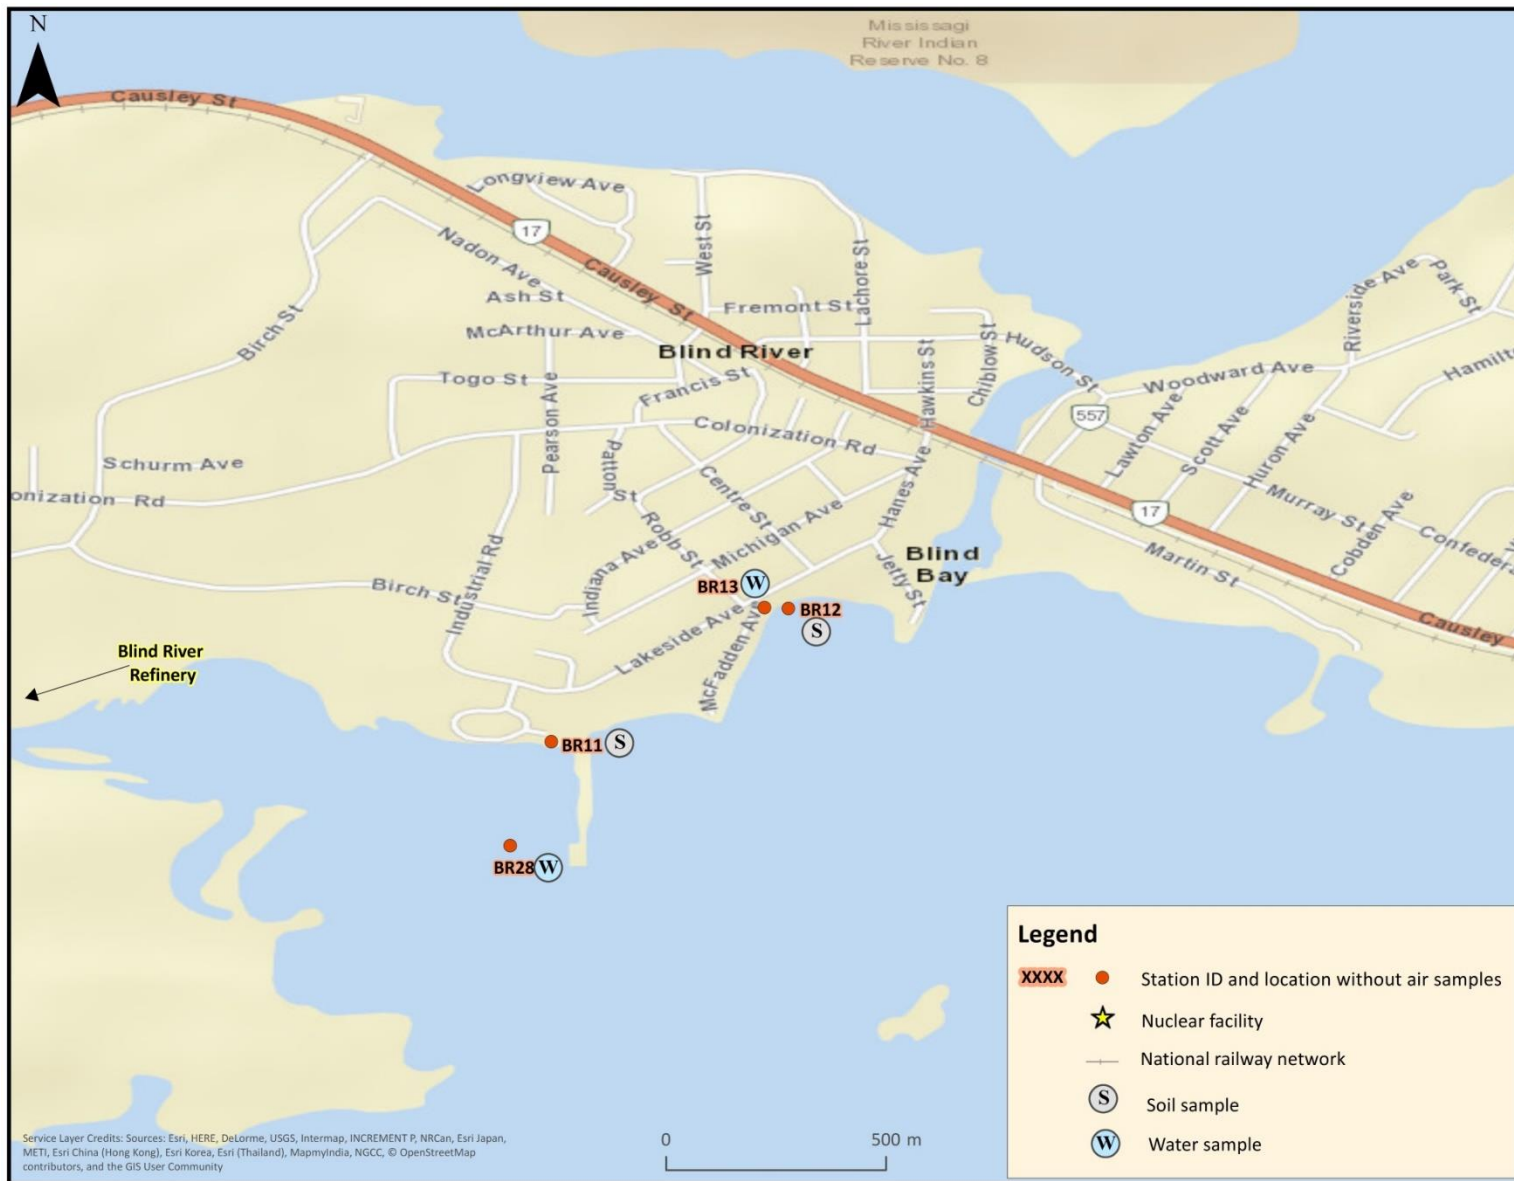 N
Mississagi
River Indian
Reserve No. 8
Causley St
Longview Ave
17
West St
Nadon Ave
Causley St
Lachore St
Ash St
Fremont St
Riverside Ave
Park St
Birch St
McArthur Ave
Blind River
Hawkins St
Chiblow St
Hudson St
Woodward Ave
Togo St
Francis St
Pearson Ave
Colonization Rd
557
Lawton Ave
Scott Ave
Huron Ave
Schurm Ave
Patton
St
Centre St
Hanes Ave
17
Murray St
onization Rd
Robb St
Michigan Ave
Cobden Ave
Industrial Rd
Indiana Ave
Jetty St
Blind
Bay
Martin St
Birch St
BR13 W
BR12
S
Causley
Lakeside Ave
McFadden Ave
Blind River
Refinery
BR11 S
BR28 W
Legend
XXXX Station ID and location without air samples
Nuclear facility
National railway network
S Soil sample
W Water sample
0 500 m
Service Layer Credits: Sources: Esri, HERE, DeLorme, USGS, Intermap, INCREMENT P, NRCan, Esri Japan,
METI, Esri China (Hong Kong), Esri Korea, Esri (Thailand), MapmyIndia, NGCC, © OpenStreetMap
contributors, and the GIS User Community